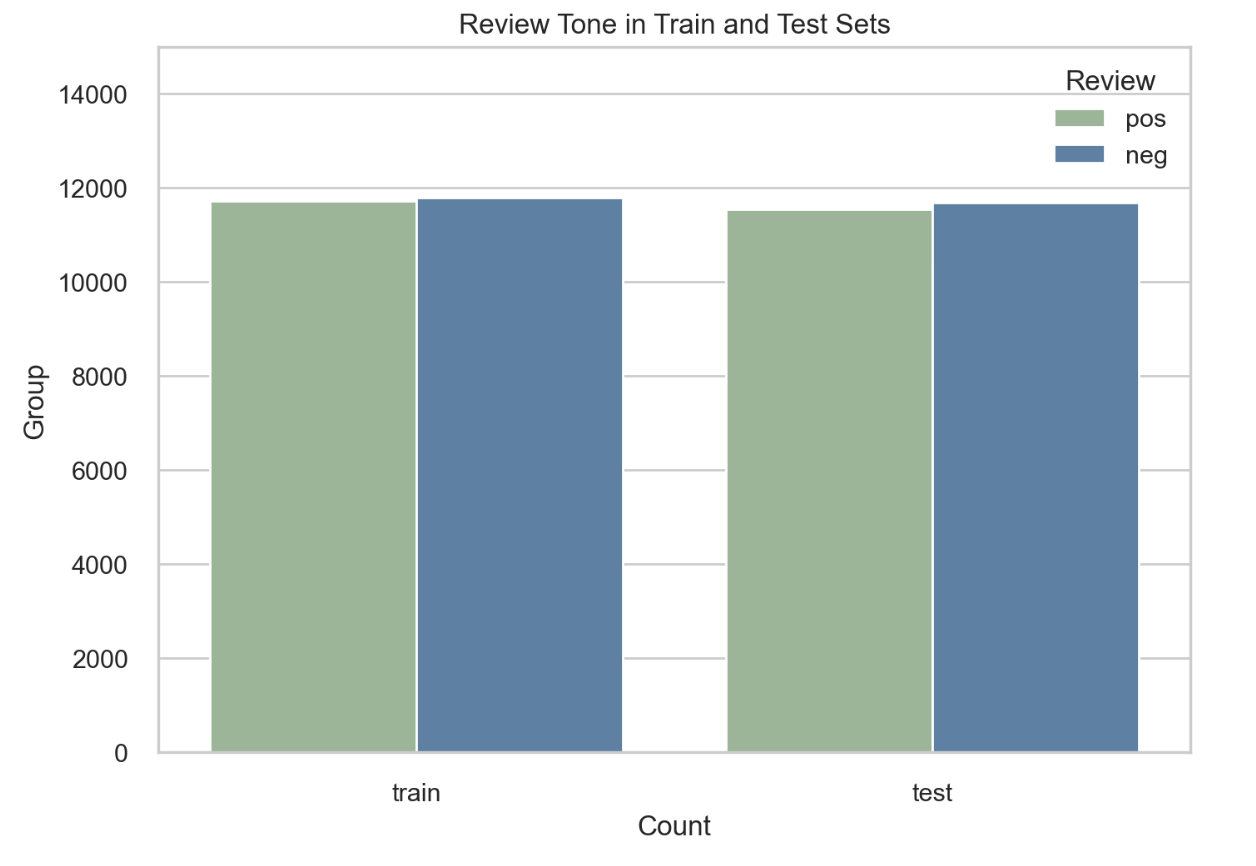 Review Tone in Train and Test Sets
Review
pos
neg
14000
12000
10000
8000
6000
4000
2000
0
Group
train
test
Count